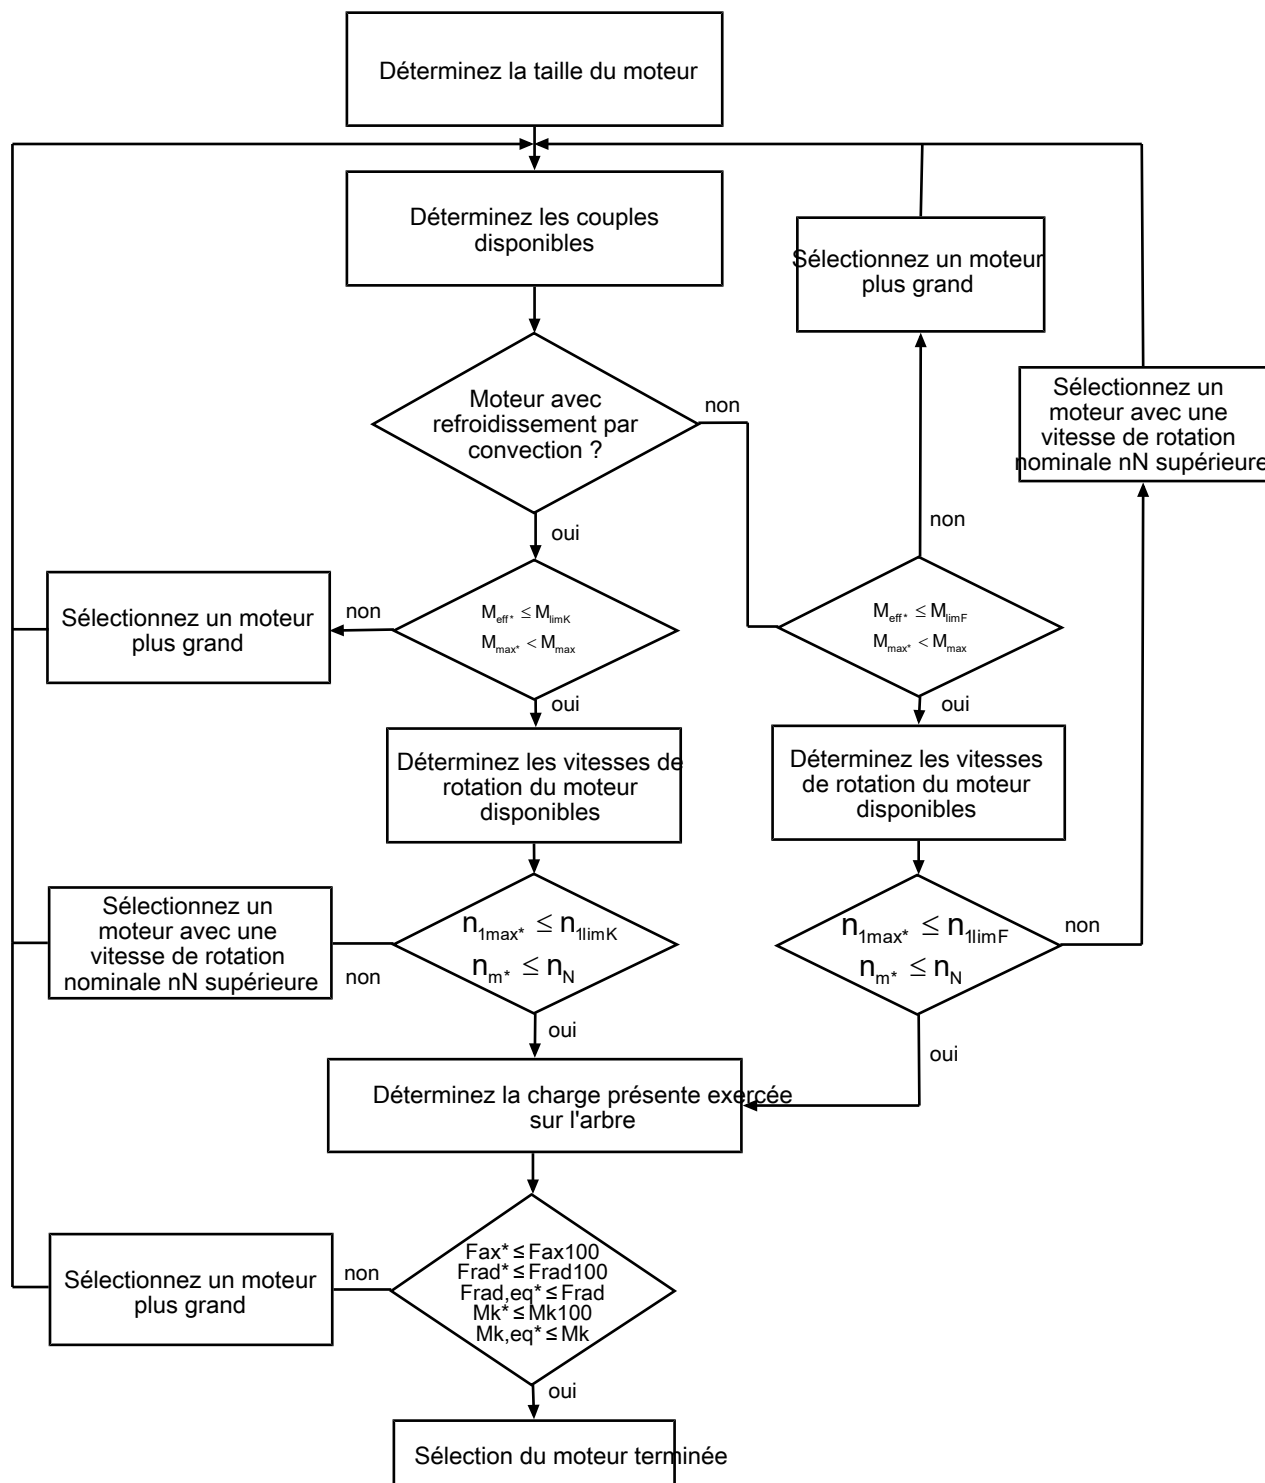 Déterminez la taille du moteur
Déterminez les couples
disponibles
Sélectionnez un moteur
plus grand
Moteur avec
refroidissement par
convection ?
non
oui
Sélectionnez un
moteur avec une
vitesse de rotation
nominale nN supérieure
non
Sélectionnez un moteur
plus grand
non
M_eff* ≤ M_limK
M_max* < M_max
oui
M_eff* ≤ M_limF
M_max* < M_max
oui
Déterminez les vitesses de
rotation du moteur
disponibles
Déterminez les vitesses
de rotation du moteur
disponibles
Sélectionnez un
moteur avec une
vitesse de rotation
nominale nN supérieure
non
n_1max* ≤ n_1limK
n_m* ≤ n_N
oui
n_1max* ≤ n_1limF
n_m* ≤ n_N
non
oui
Déterminez la charge présente exercée
sur l'arbre
Sélectionnez un moteur
plus grand
non
Fax* ≤ Fax100
Frad* ≤ Frad100
Frad,eq* ≤ Frad
Mk* ≤ Mk100
Mk,eq* ≤ Mk
oui
Sélection du moteur terminée